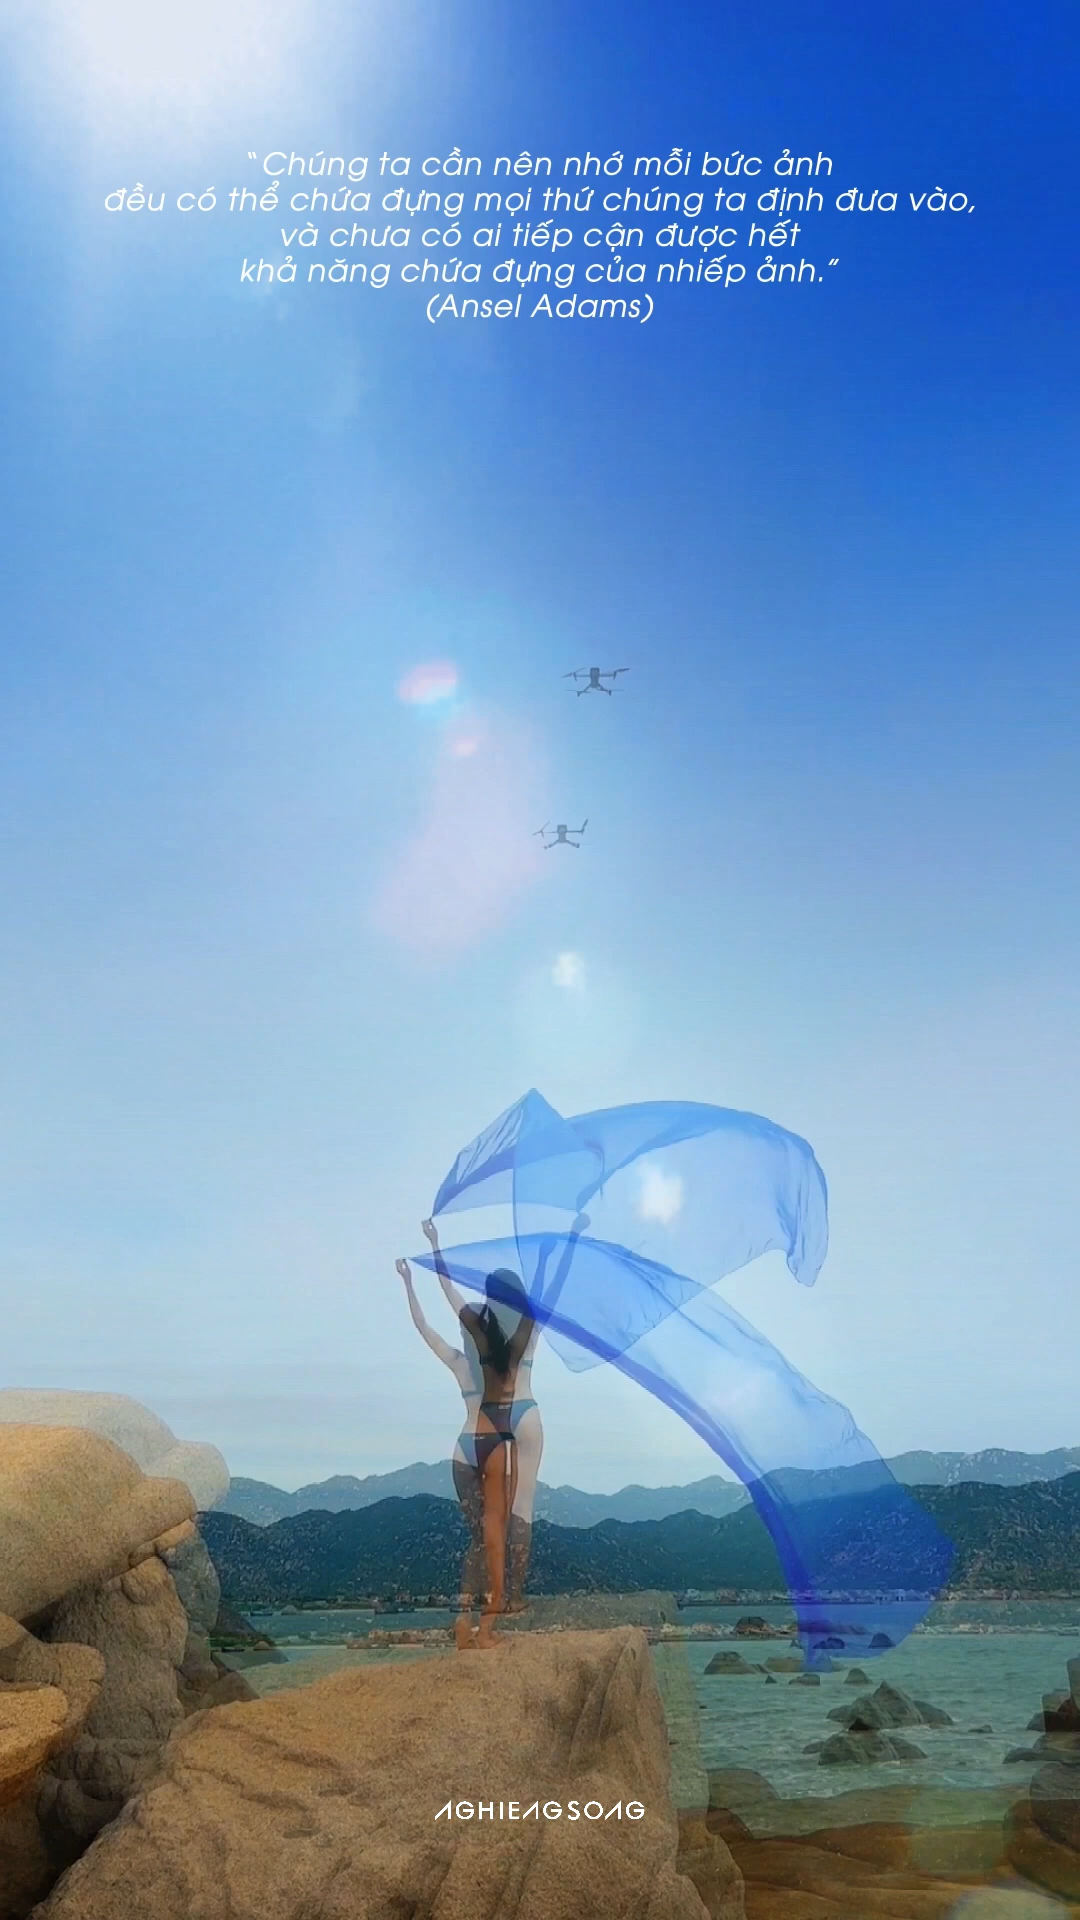 “Chúng ta cần nên nhớ mỗi bức ảnh
đều có thể chứa đựng mọi thứ chúng ta định đưa vào,
và chưa có ai tiếp cận được hết
khả năng chứa đựng của nhiếp ảnh.”
(Ansel Adams)
NGHIENGSONG